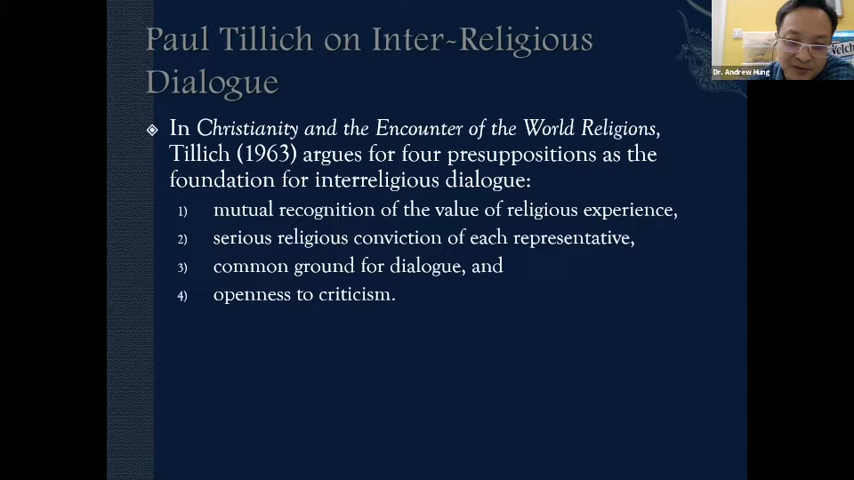 Paul Tillich on Inter-Religious
Dialogue
In Christianity and the Encounter of the World Religions,
Tillich (1963) argues for four presuppositions as the
foundation for interreligious dialogue:
1) mutual recognition of the value of religious experience,
2) serious religious conviction of each representative,
3) common ground for dialogue, and
4) openness to criticism.
Dr. Andrew Hung
Welch